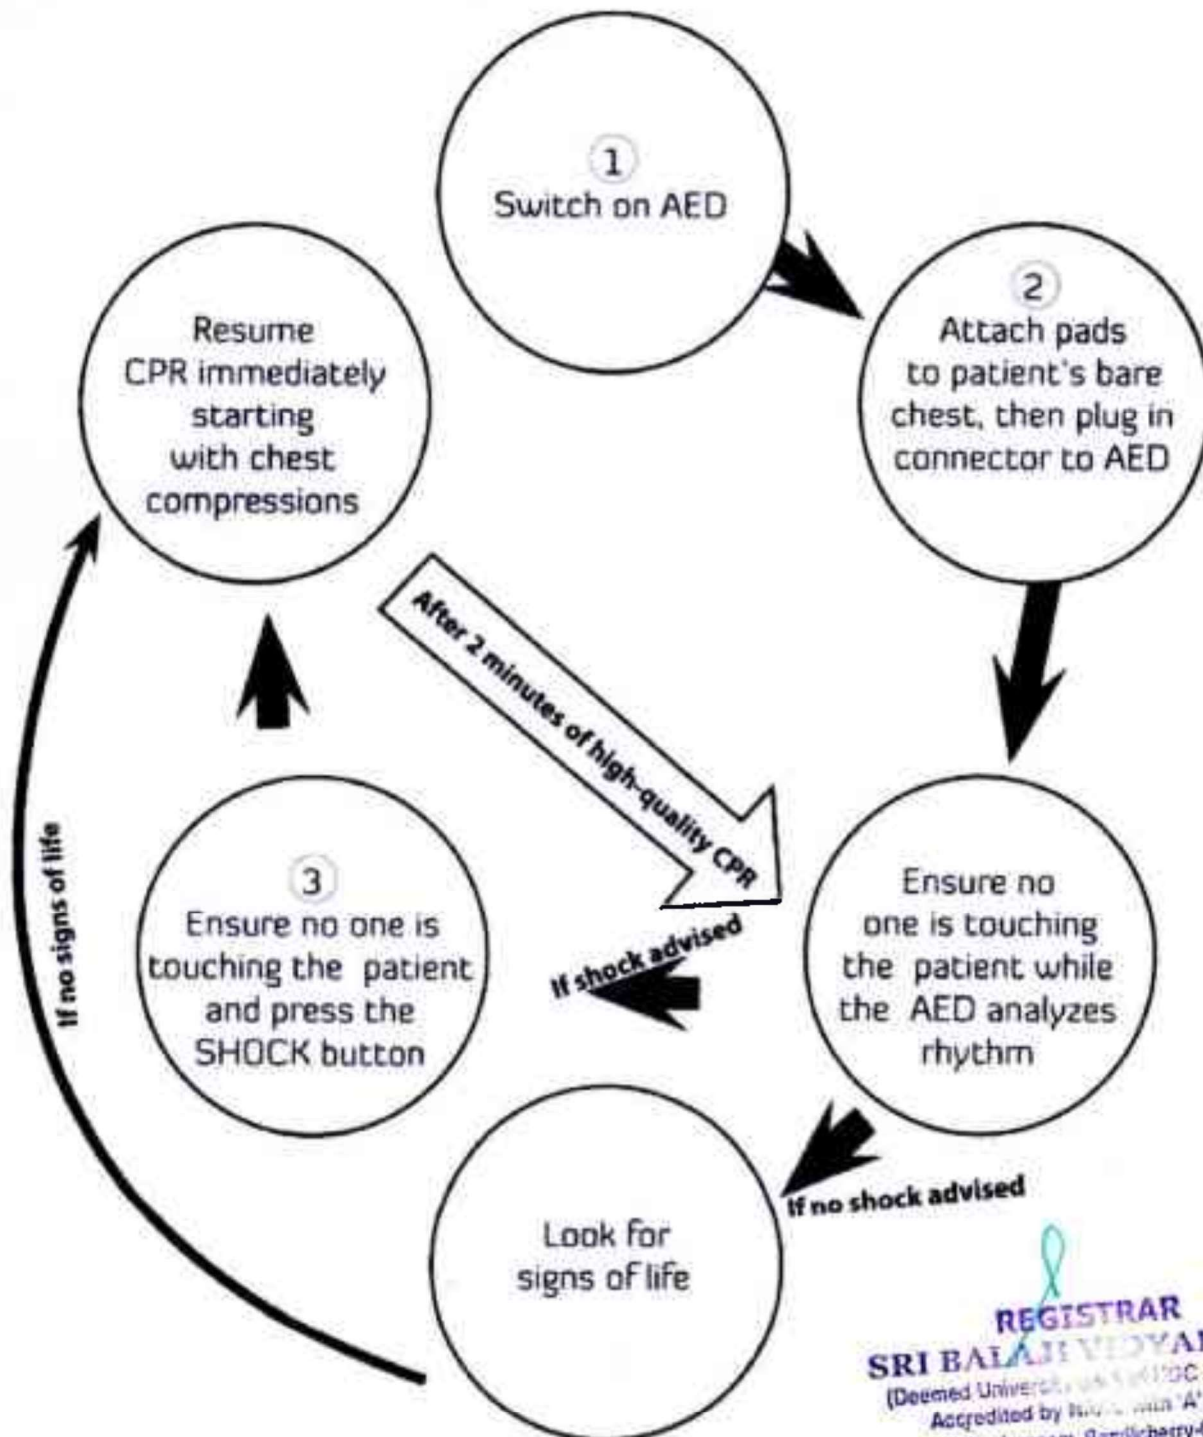 1
Switch on AED
2
Attach pads
to patient's bare
chest, then plug in
connector to AED
Ensure no
one is touching
the patient while
the AED analyzes
rhythm
If shock advised
3
Ensure no one is
touching the patient
and press the
SHOCK button
Resume
CPR immediately
starting
with chest
compressions
After 2 minutes of high-quality CPR
If no shock advised
Look for
signs of life
If no signs of life
REGISTRAR
SRI BALAJI
(Deemed
Accredited by 'A'